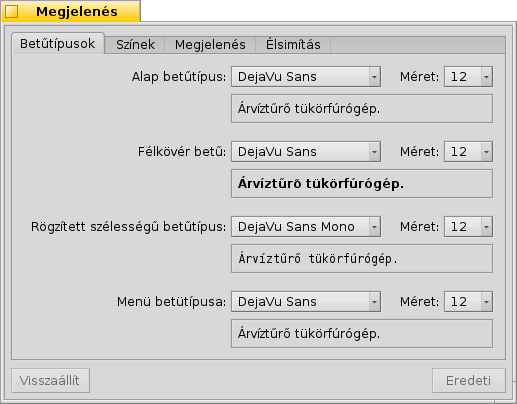 Megjelenés
Betűtípusok Színek Megjelenés Élsimítás
Alap betűtípus: DejaVu Sans Méret: 12
Árvíztűrő tükörfúrógép.
Félkövér betű: DejaVu Sans Méret: 12
Árvíztűrő tükörfúrógép.
Rögzített szélességű betűtípus: DejaVu Sans Mono Méret: 12
Árvíztűrő tükörfúrógép.
Menü betütípusa: DejaVu Sans Méret: 12
Árvíztűrő tükörfúrógép.
Visszaállít Eredeti